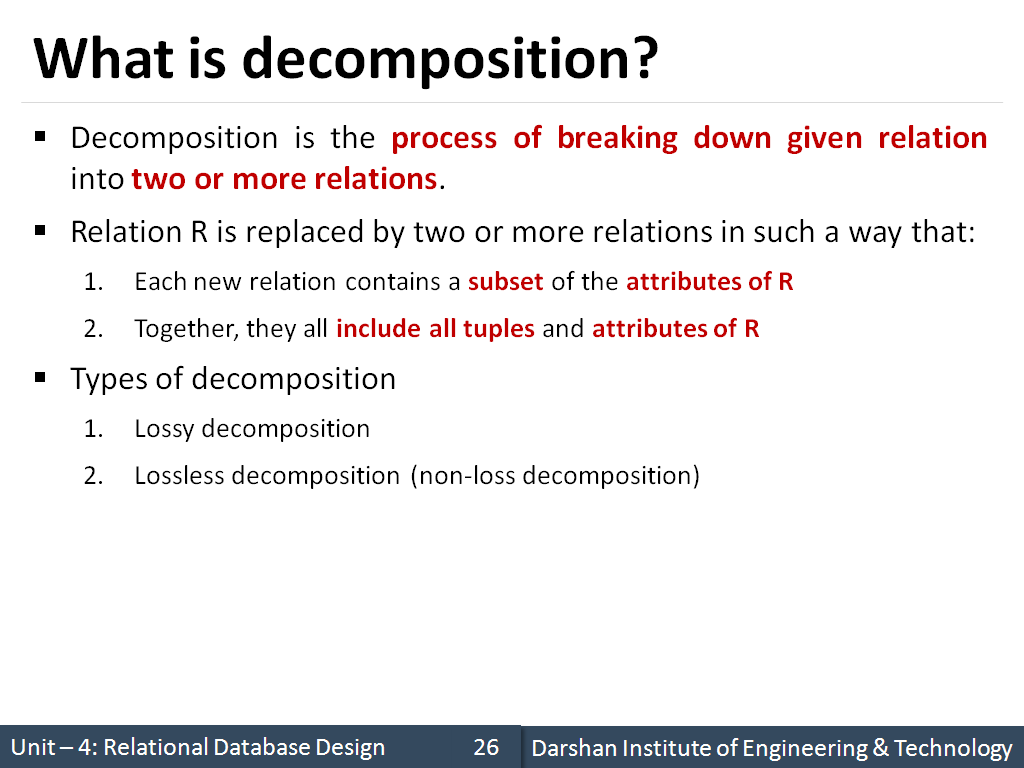 What is decomposition?
▪ Decomposition is the process of breaking down given relation
into two or more relations.
▪ Relation R is replaced by two or more relations in such a way that:
1. Each new relation contains a subset of the attributes of R
2. Together, they all include all tuples and attributes of R
▪ Types of decomposition
1. Lossy decomposition
2. Lossless decomposition (non-loss decomposition)
Unit – 4: Relational Database Design 26 Darshan Institute of Engineering & Technology